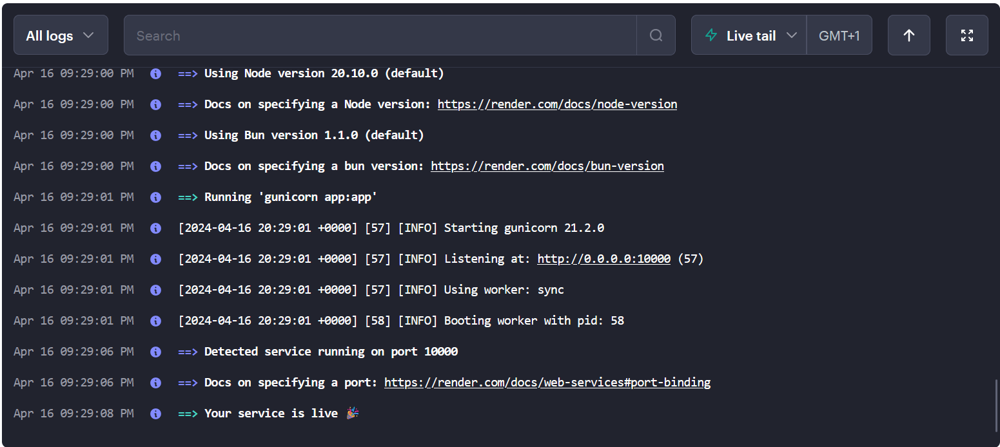 All logs Search Live tail GMT+1
Apr 16 09:29:00 PM ==> Using Node version 20.10.0 (default)
Apr 16 09:29:00 PM ==> Docs on specifying a Node version: https://render.com/docs/node-version
Apr 16 09:29:00 PM ==> Using Bun version 1.1.0 (default)
Apr 16 09:29:00 PM ==> Docs on specifying a bun version: https://render.com/docs/bun-version
Apr 16 09:29:01 PM ==> Running 'gunicorn app:app'
Apr 16 09:29:01 PM [2024-04-16 20:29:01 +0000] [57] [INFO] Starting gunicorn 21.2.0
Apr 16 09:29:01 PM [2024-04-16 20:29:01 +0000] [57] [INFO] Listening at: http://0.0.0.0:10000 (57)
Apr 16 09:29:01 PM [2024-04-16 20:29:01 +0000] [57] [INFO] Using worker: sync
Apr 16 09:29:01 PM [2024-04-16 20:29:01 +0000] [58] [INFO] Booting worker with pid: 58
Apr 16 09:29:06 PM ==> Detected service running on port 10000
Apr 16 09:29:06 PM ==> Docs on specifying a port: https://render.com/docs/web-services#port-binding
Apr 16 09:29:08 PM ==> Your service is live 🎉